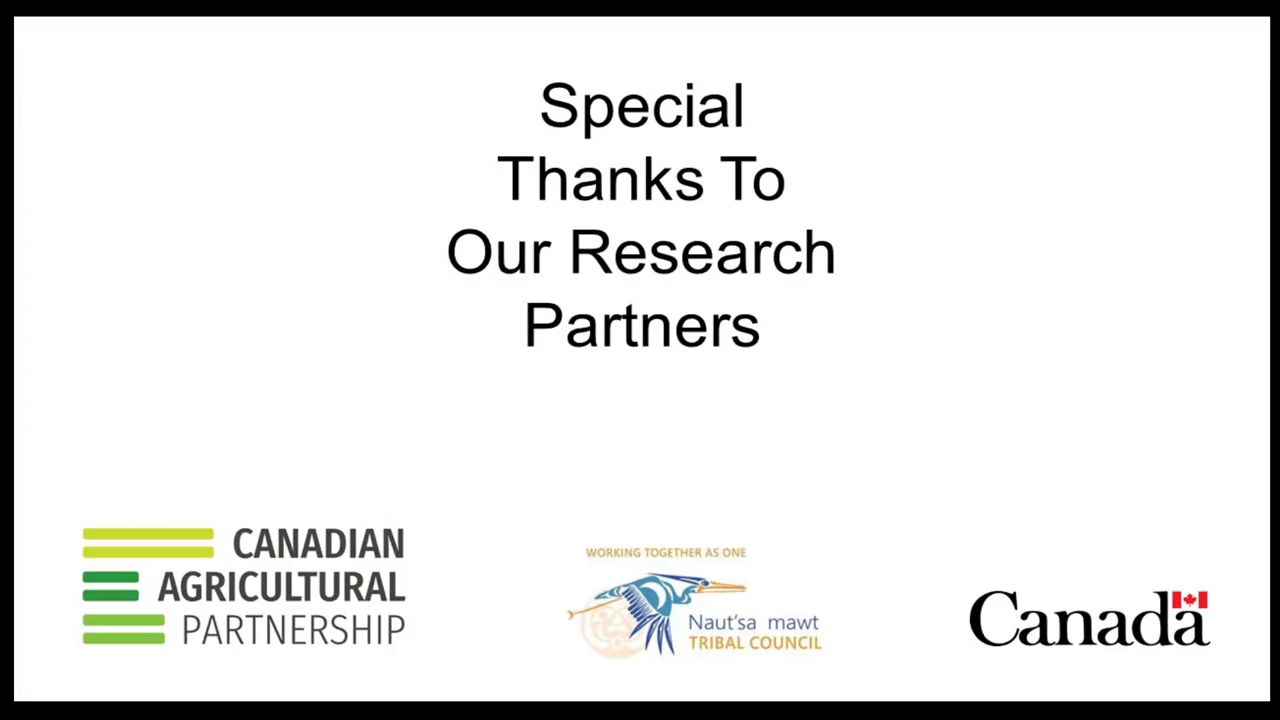 Special
Thanks To
Our Research
Partners
CANADIAN
AGRICULTURAL
PARTNERSHIP
WORKING TOGETHER AS ONE
Naut'sa mawt
TRIBAL COUNCIL
Canada